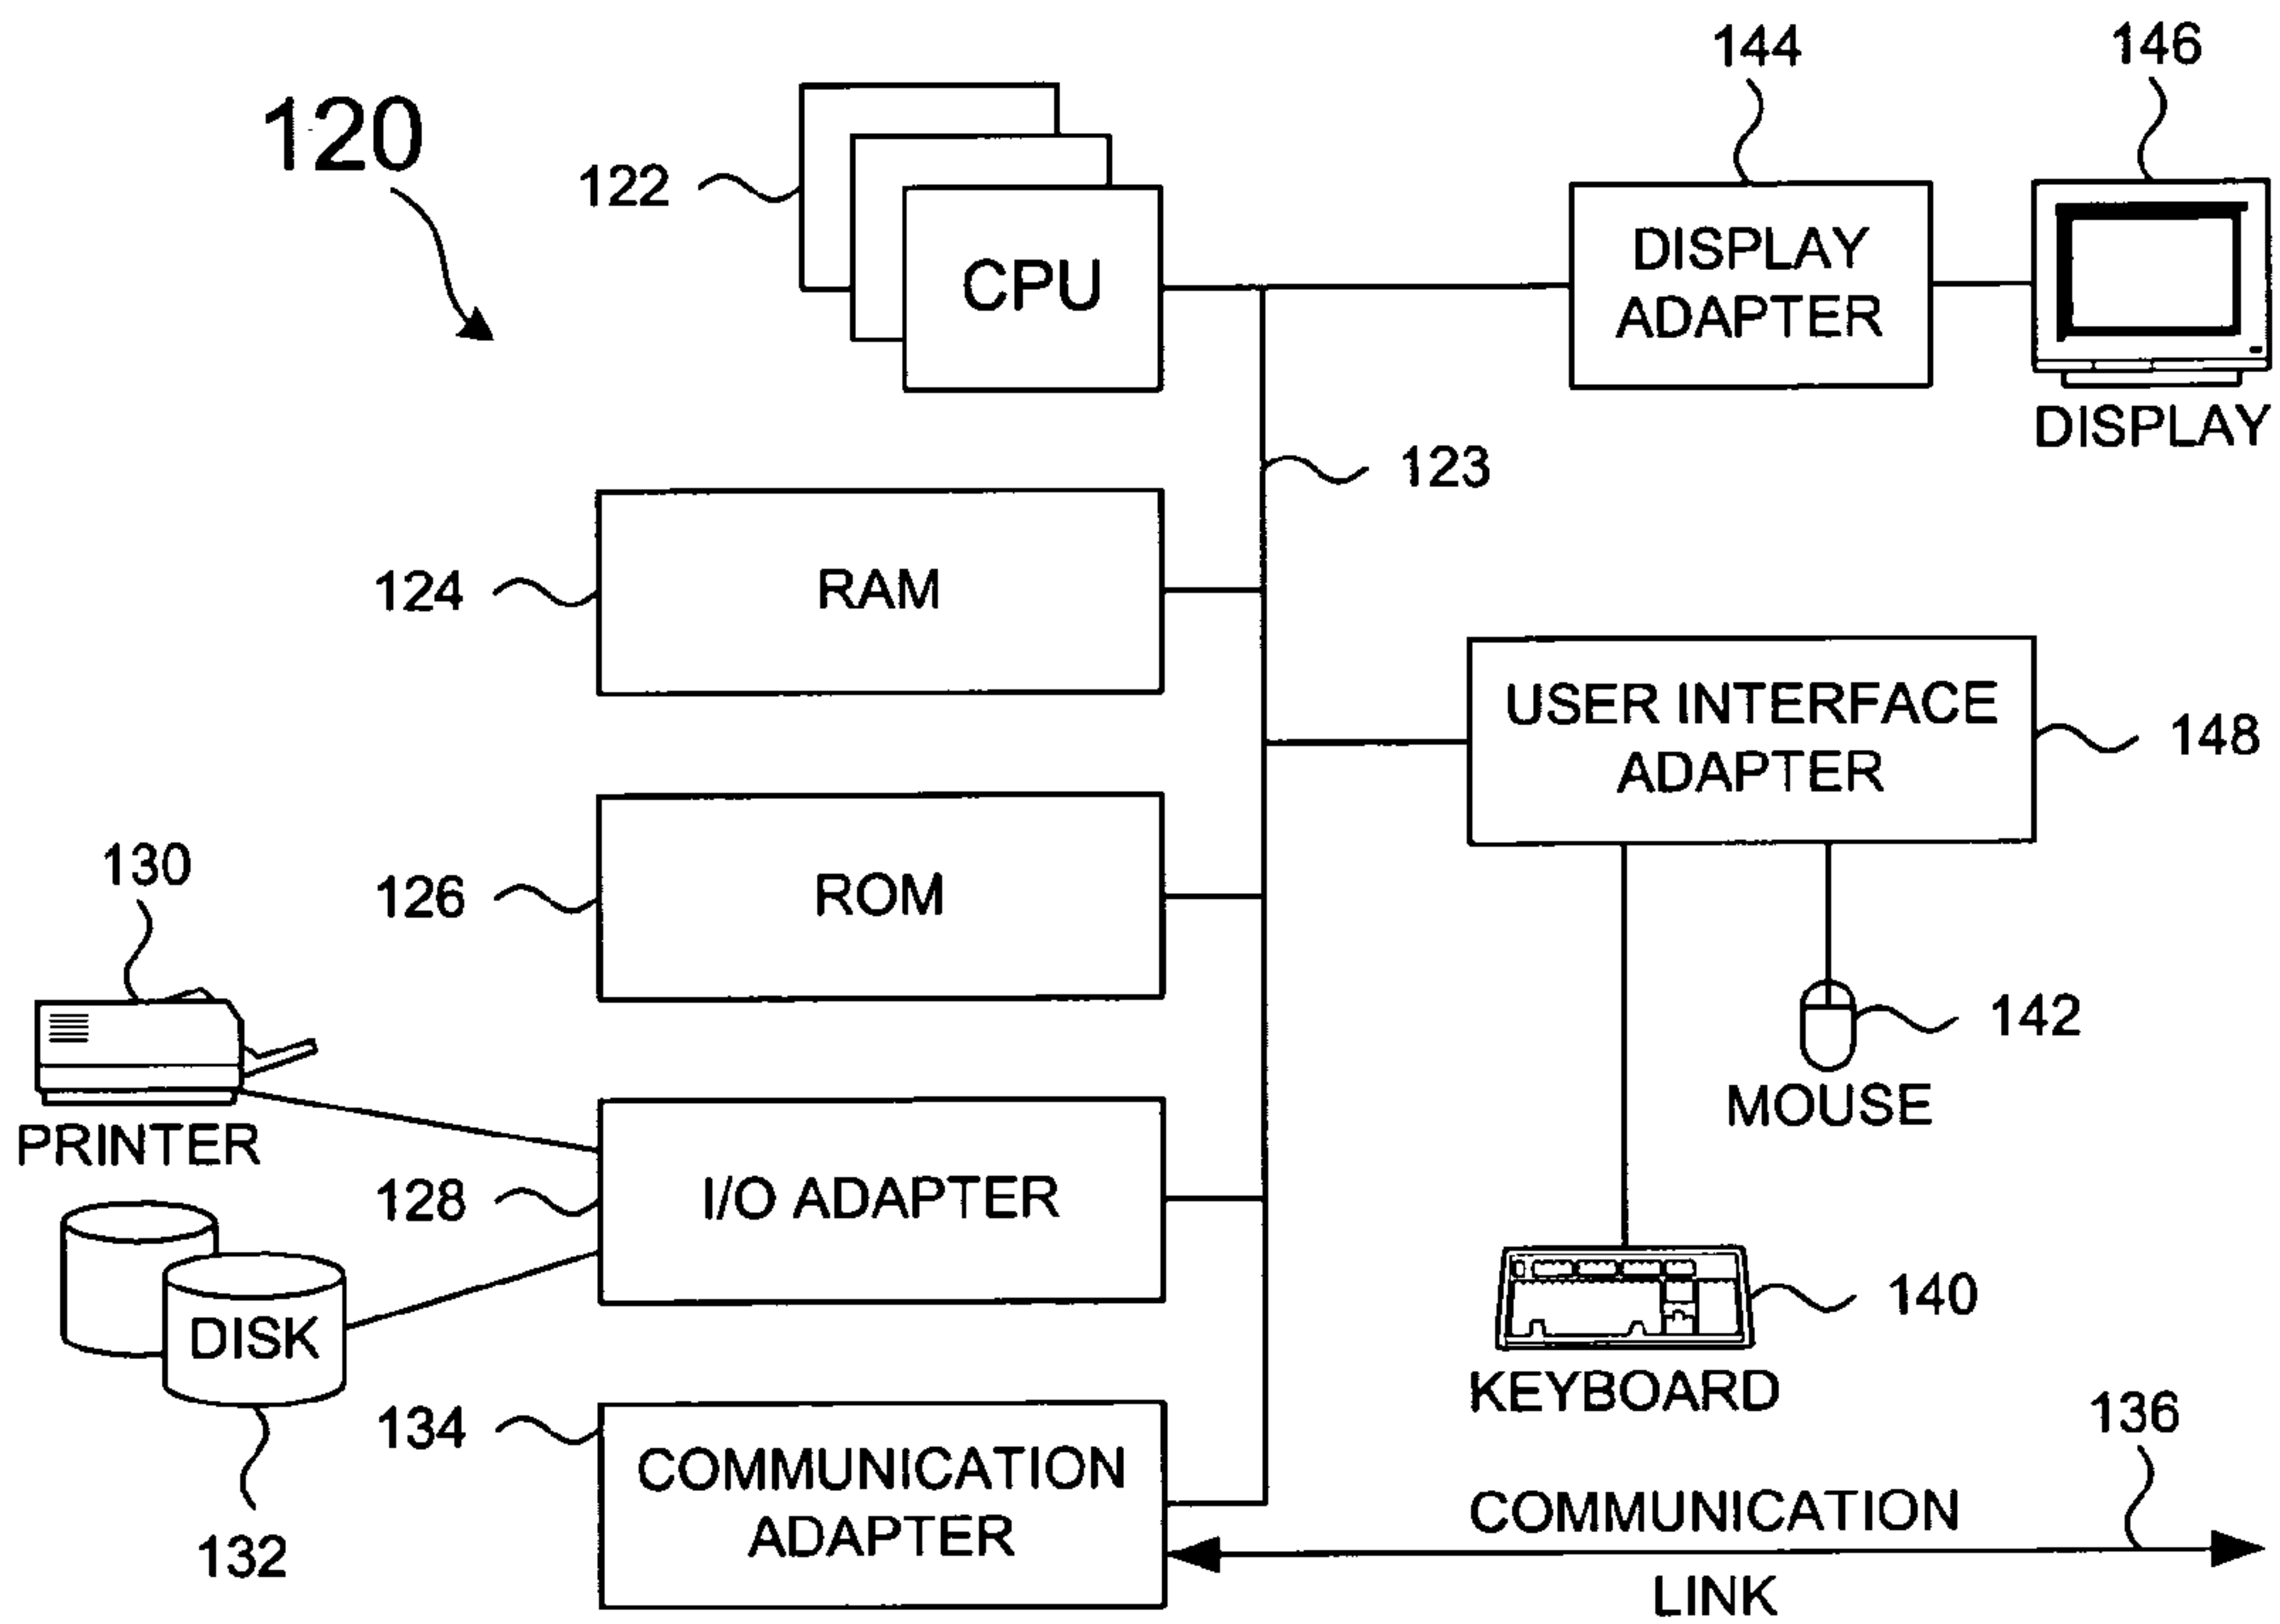 120
122
CPU
144
146
DISPLAY
ADAPTER
DISPLAY
123
124
RAM
USER INTERFACE
ADAPTER
148
126
ROM
130
PRINTER
142
MOUSE
128
I/O ADAPTER
DISK
132
140
KEYBOARD
134
COMMUNICATION
ADAPTER
136
COMMUNICATION
LINK